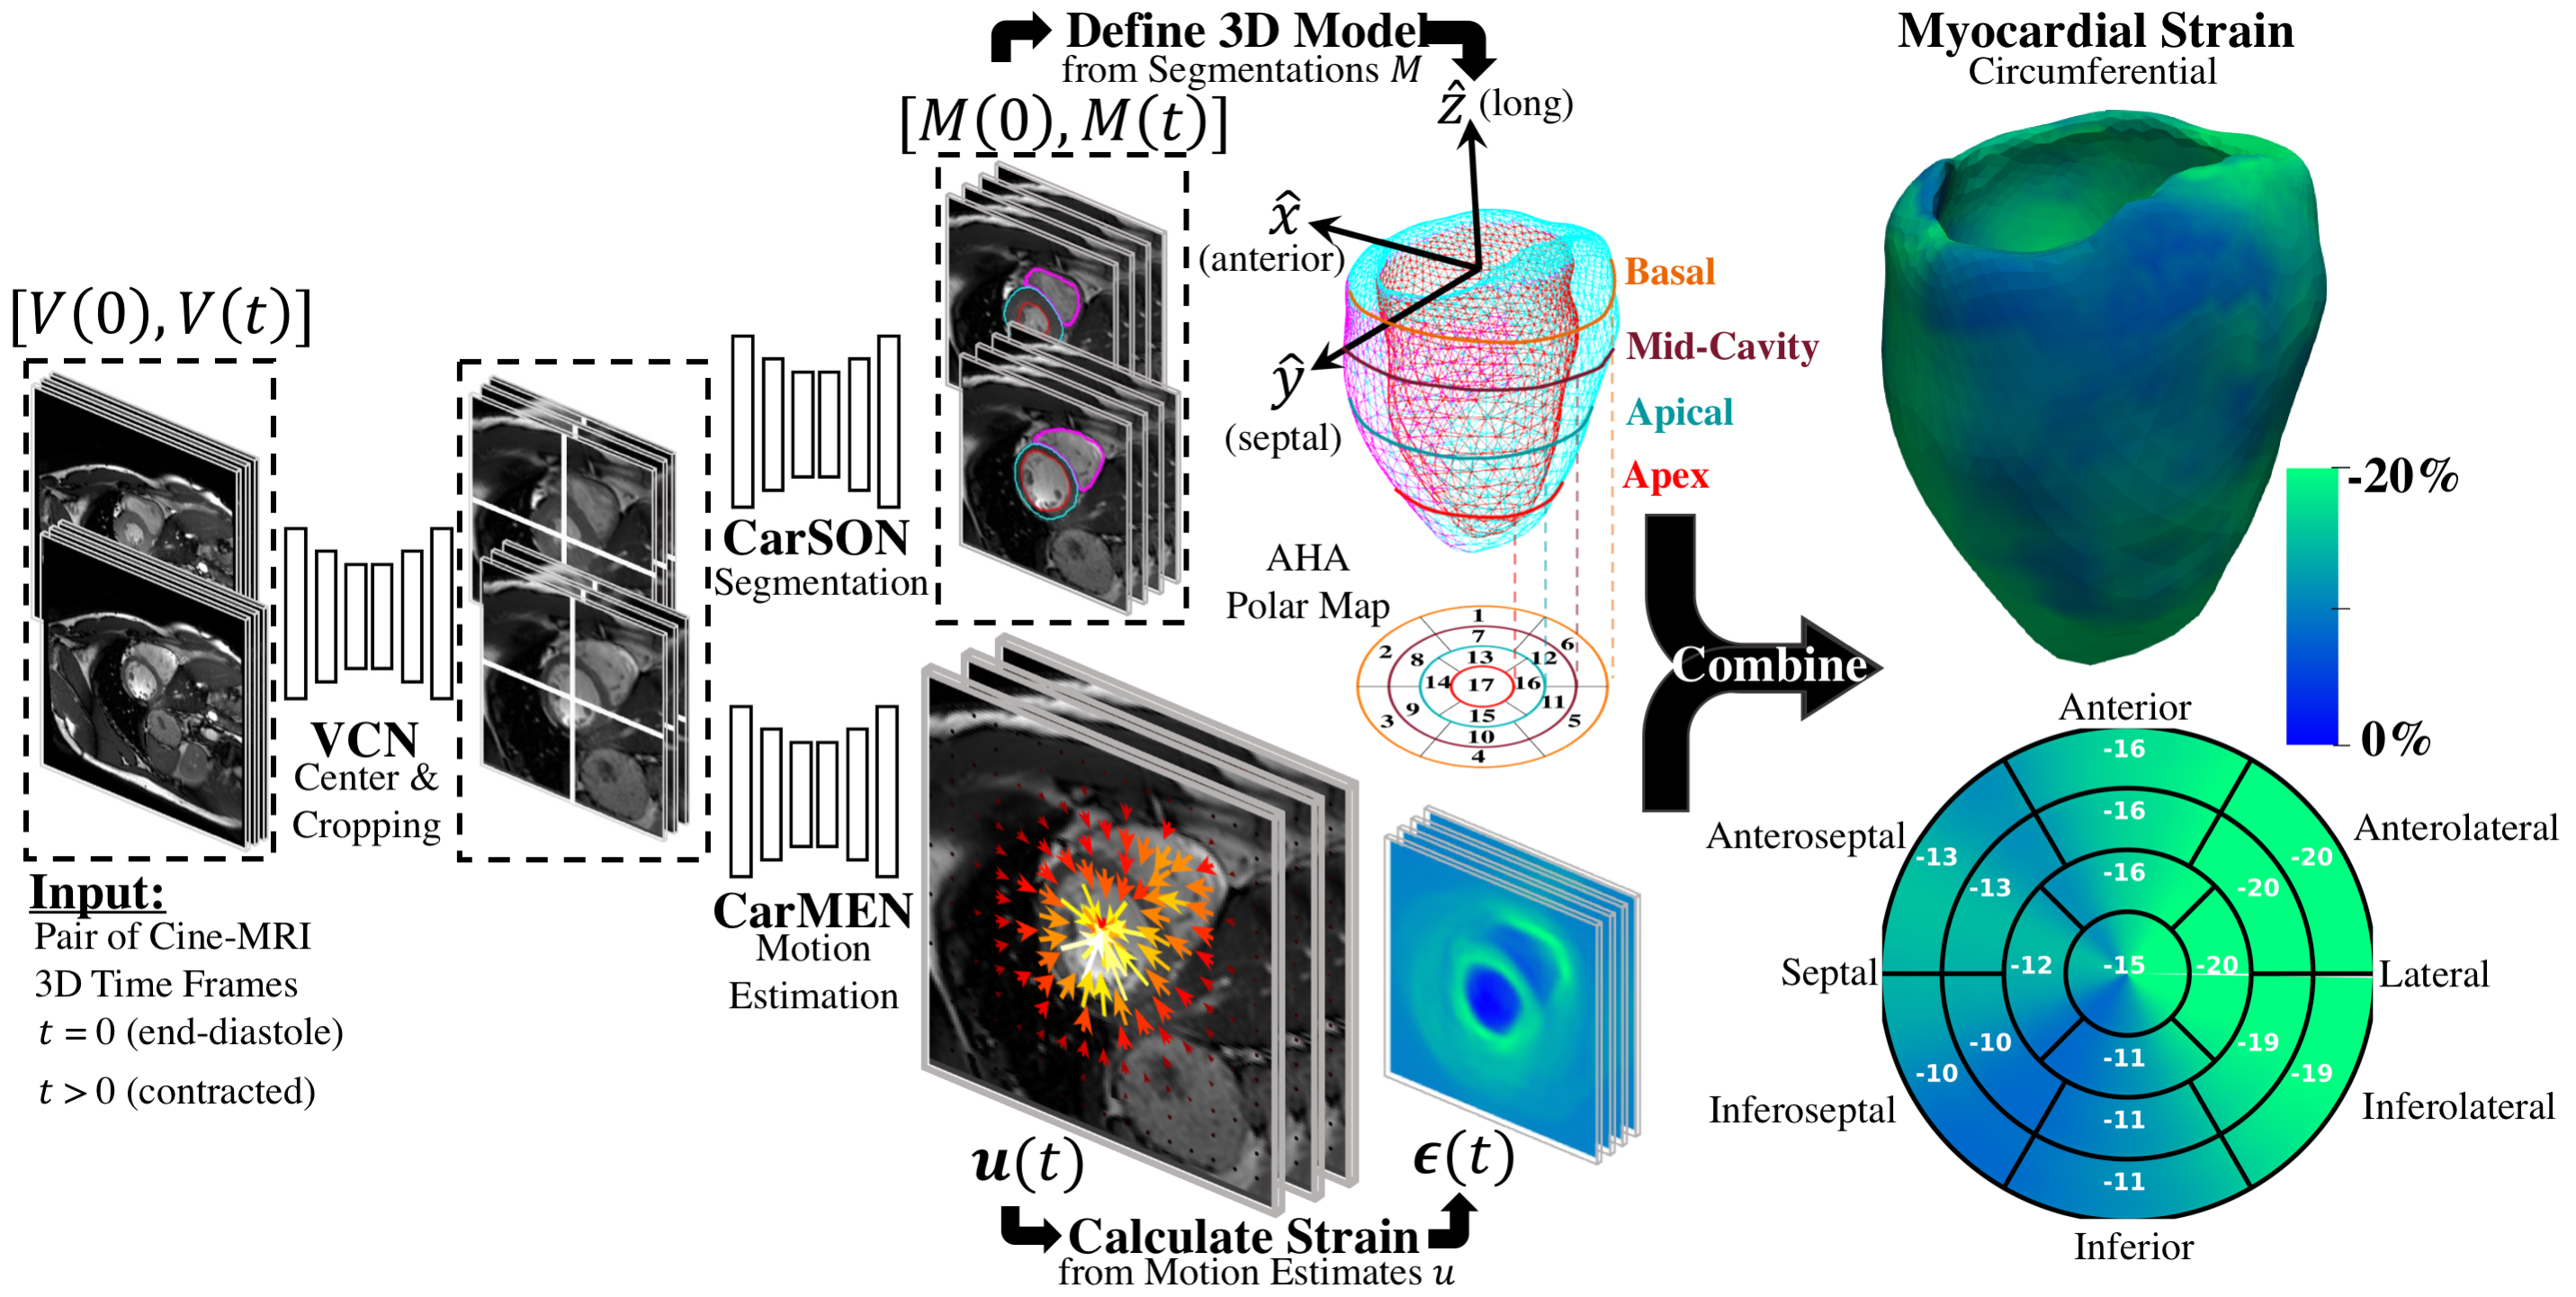 [V(0), V(t)]
Input:
Pair of Cine-MRI
3D Time Frames
t = 0 (end-diastole)
t > 0 (contracted)
VCN
Center &
Cropping
CarSON
Segmentation
CarMEN
Motion
Estimation
Define 3D Model
from Segmentations M
[M(0), M(t)]
ẑ (long)
x̂
(anterior)
ŷ
(septal)
Basal
Mid-Cavity
Apical
Apex
AHA
Polar Map
1
7
6
2
8
13
12
14
17
16
9
11
3
15
5
10
4
u(t)
ϵ(t)
Calculate Strain
from Motion Estimates u
Combine
Myocardial Strain
Circumferential
-20%
0%
Anterior
Anteroseptal
Anterolateral
Septal
Lateral
Inferoseptal
Inferolateral
Inferior
-16
-16
-13
-20
-16
-13
-20
-12
-15
-20
-10
-19
-11
-10
-19
-11
-11